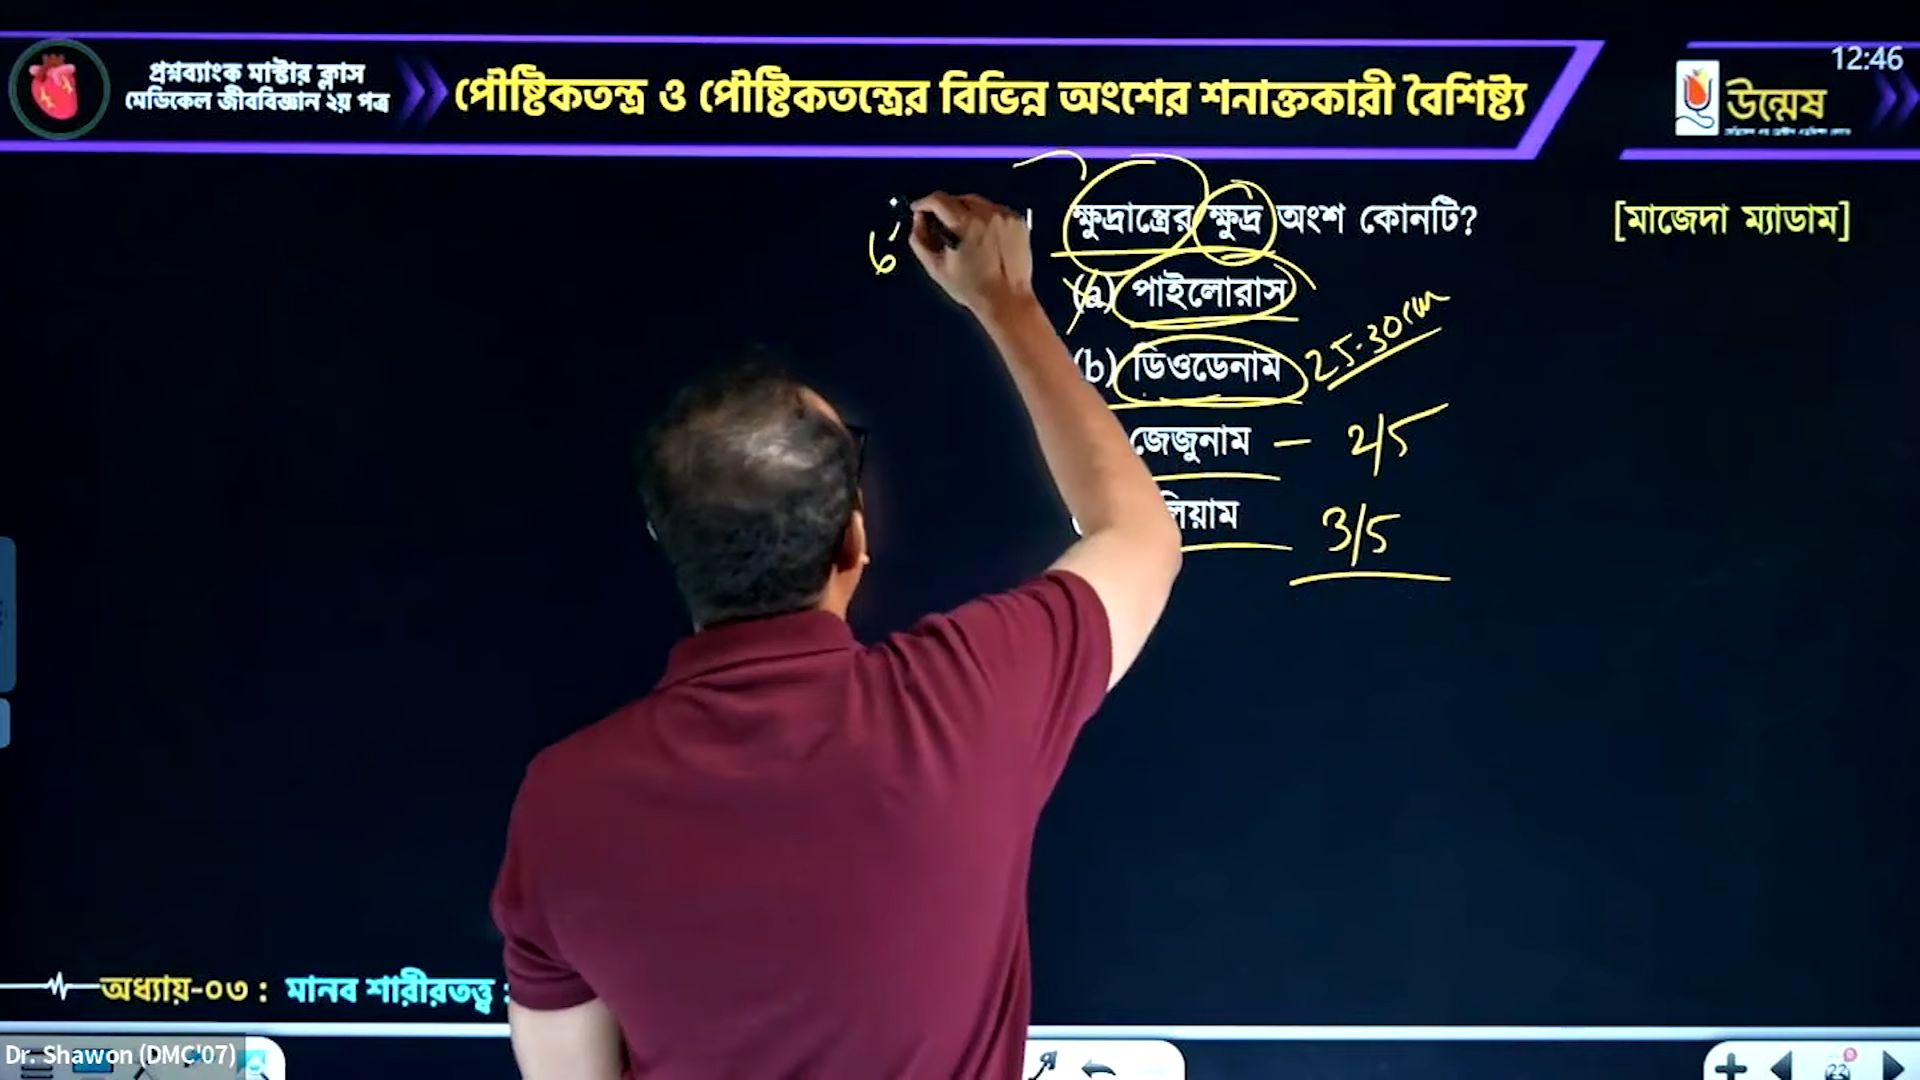 12:46
প্রশ্নব্যাংক মাস্টার ক্লাস
মেডিকেল জীববিজ্ঞান ২য় পত্র
পৌষ্টিকতন্ত্র ও পৌষ্টিকতন্ত্রের বিভিন্ন অংশের শনাক্তকারী বৈশিষ্ট্য
উন্মেষ
। ক্ষুদ্রান্ত্রের ক্ষুদ্র অংশ কোনটি? [মাজেদা ম্যাডাম]
(a) পাইলোরাস
(b) ডিওডেনাম 25-30cm
জেজুনাম — 2/5
লিয়াম 3/5
অধ্যায়-০৩ : মানব শারীরতত্ত্ব :
Dr. Shawon (DMC'07)
22